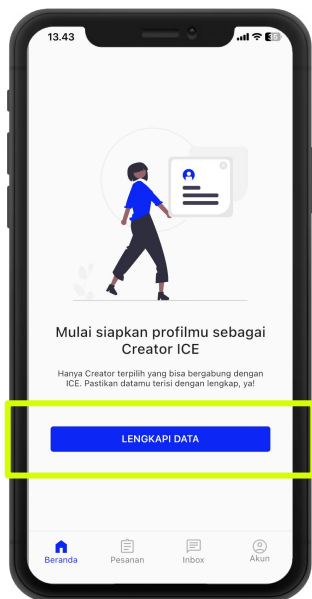 13.43
35
Mulai siapkan profilmu sebagai
Creator ICE
Hanya Creator terpilih yang bisa bergabung dengan
ICE. Pastikan datamu terisi dengan lengkap, ya!
LENGKAPI DATA
Beranda Pesanan Inbox Akun